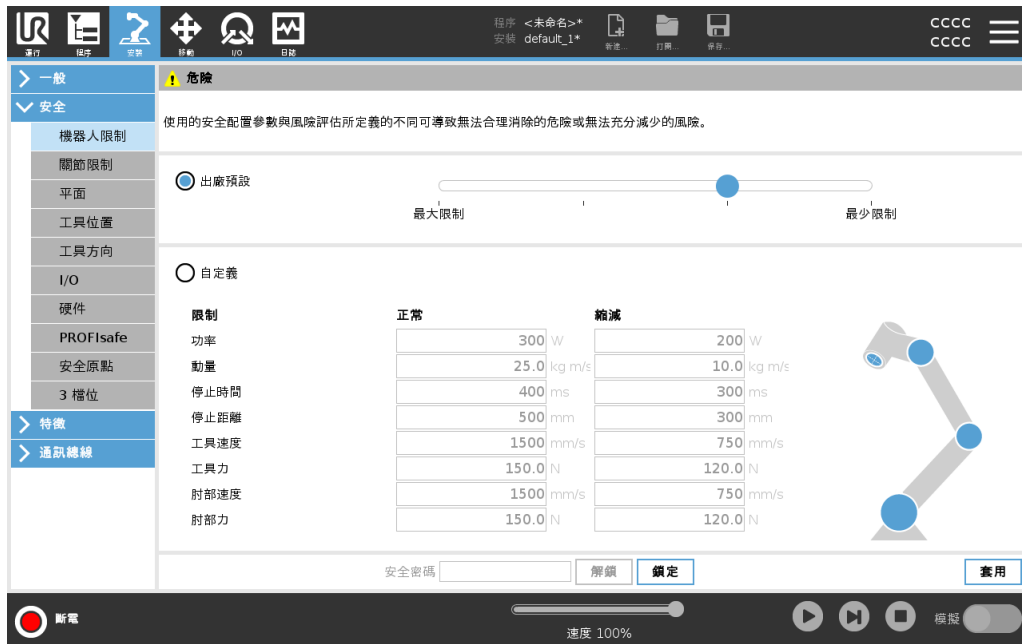 UR
運行 程序 安裝 移動 I/O 日誌
程序 <未命名>*
安裝 default_1*
新建... 打開... 保存...
CCCC
CCCC
一般
安全
機器人限制
關節限制
平面
工具位置
工具方向
I/O
硬件
PROFIsafe
安全原點
3 檔位
特徵
通訊總線
危險
使用的安全配置參數與風險評估所定義的不同可導致無法合理消除的危險或無法充分減少的風險。
出廠預設
最大限制 最少限制
自定義
限制 正常 縮減
功率 300 W 200 W
動量 25.0 kg m/s 10.0 kg m/s
停止時間 400 ms 300 ms
停止距離 500 mm 300 mm
工具速度 1500 mm/s 750 mm/s
工具力 150.0 N 120.0 N
肘部速度 1500 mm/s 750 mm/s
肘部力 150.0 N 120.0 N
安全密碼 解鎖 鎖定 套用
斷電 速度 100% 模擬